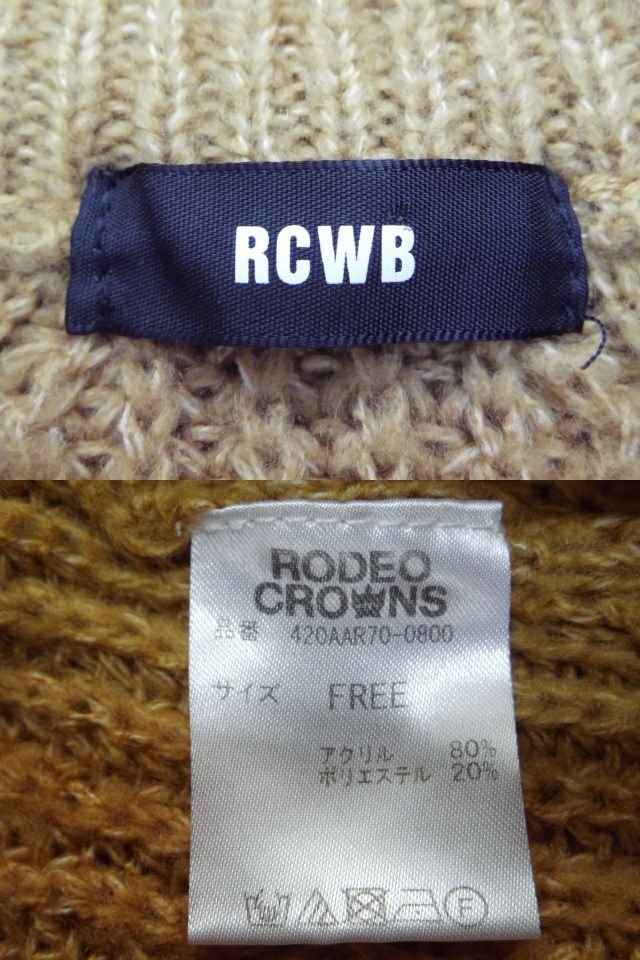 RCWB
RODEO
CROWNS
品番 420AAR70-0800
サイズ FREE
アクリル 80%
ポリエステル 20%
F